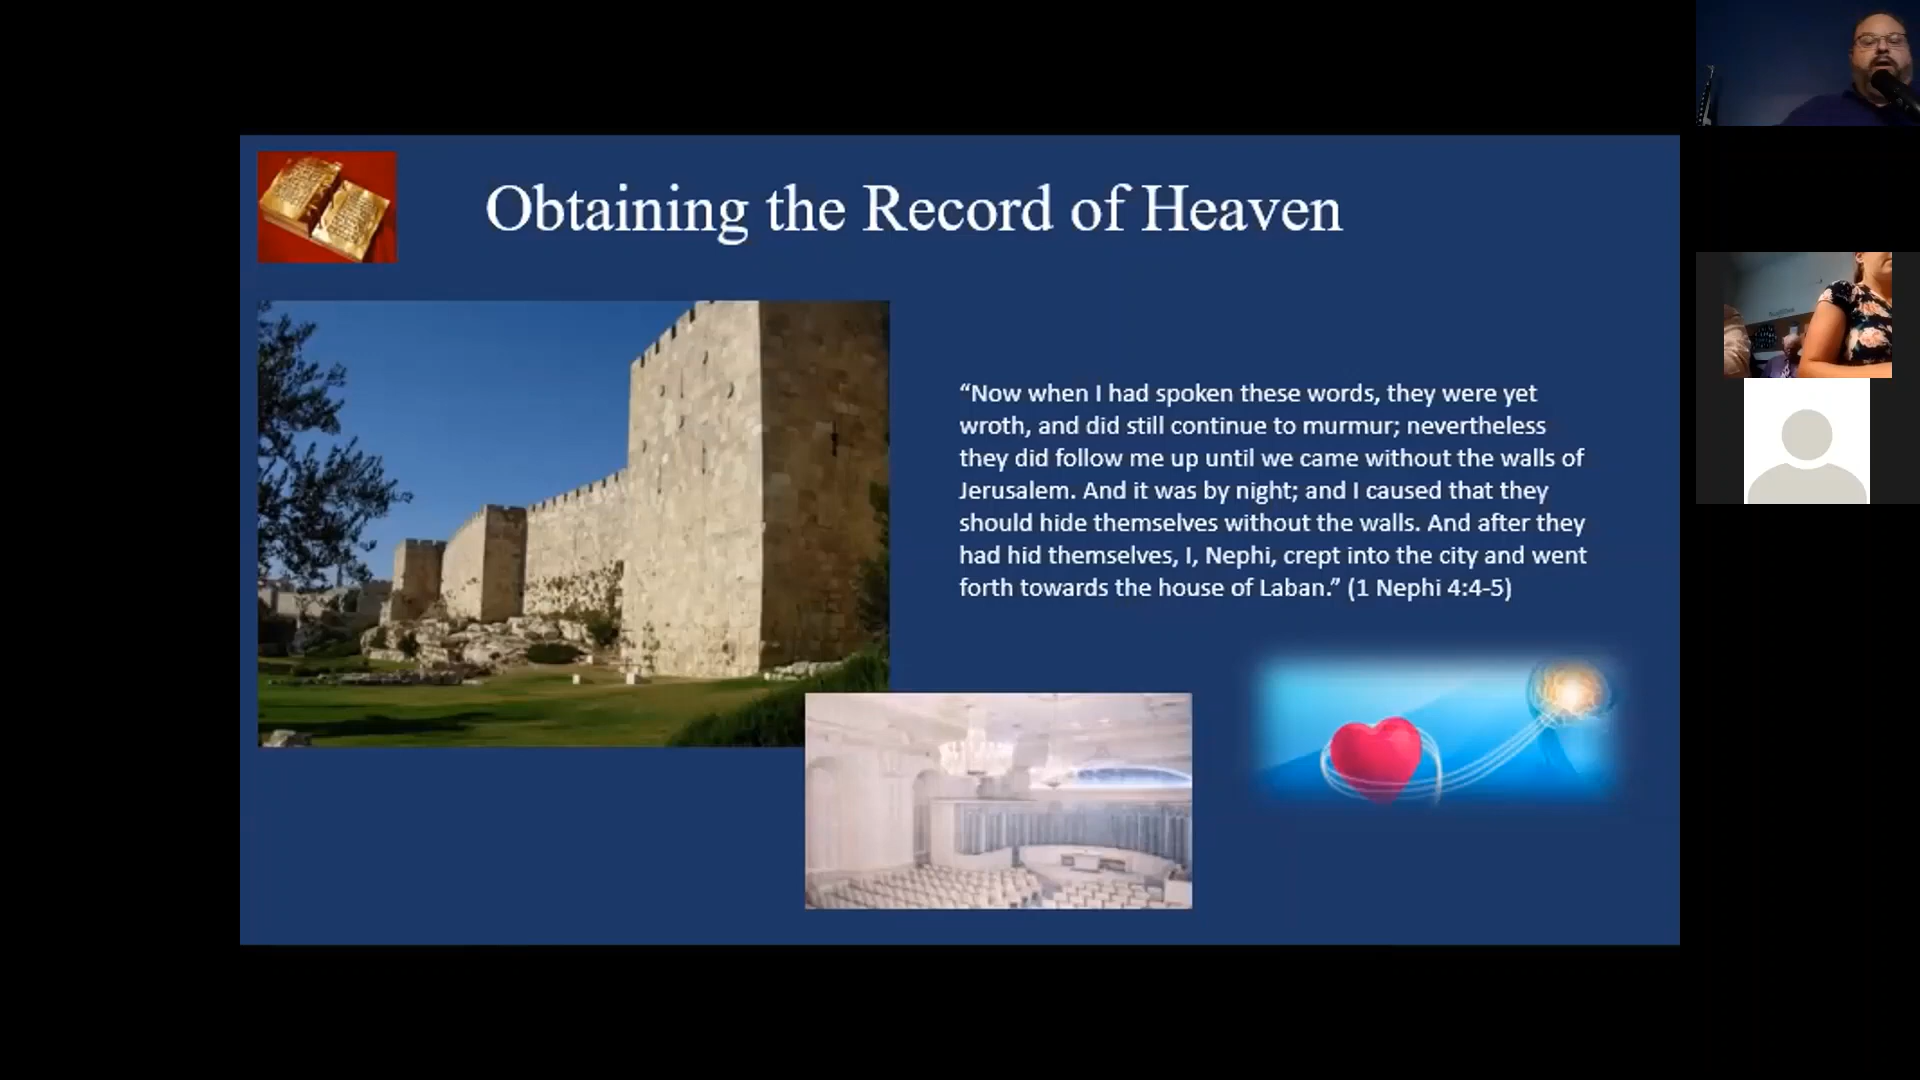 Obtaining the Record of Heaven
“Now when I had spoken these words, they were yet
wroth, and did still continue to murmur; nevertheless
they did follow me up until we came without the walls of
Jerusalem. And it was by night; and I caused that they
should hide themselves without the walls. And after they
had hid themselves, I, Nephi, crept into the city and went
forth towards the house of Laban.” (1 Nephi 4:4-5)